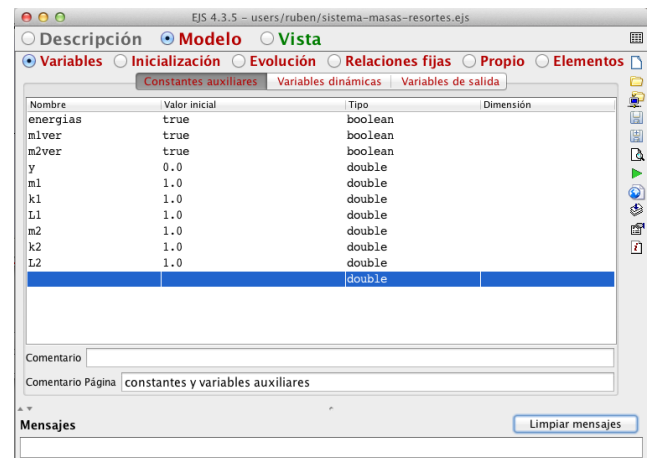 EJS 4.3.5 - users/ruben/sistema-masas-resortes.ejs
Descripción Modelo Vista
Variables Inicialización Evolución Relaciones fijas Propio Elementos
Constantes auxiliares Variables dinámicas Variables de salida
Nombre Valor inicial Tipo Dimensión
energias true boolean
m1ver true boolean
m2ver true boolean
y 0.0 double
m1 1.0 double
k1 1.0 double
L1 1.0 double
m2 1.0 double
k2 1.0 double
L2 1.0 double
double
Comentario
Comentario Página constantes y variables auxiliares
Mensajes Limpiar mensajes